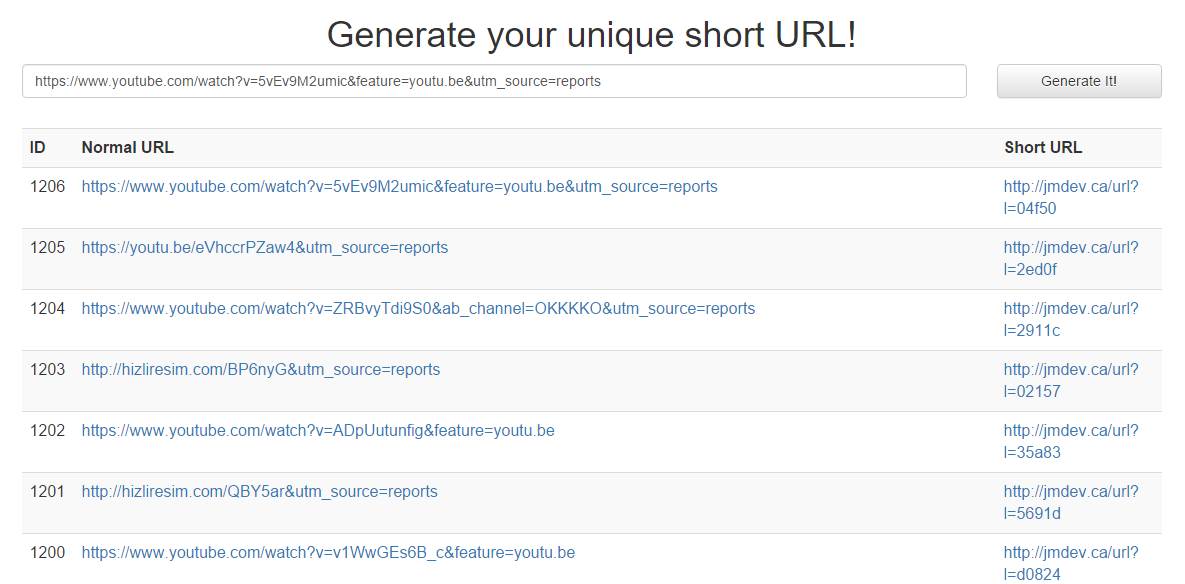 Generate your unique short URL!
https://www.youtube.com/watch?v=5vEv9M2umic&feature=youtu.be&utm_source=reports Generate It!
ID Normal URL Short URL
1206 https://www.youtube.com/watch?v=5vEv9M2umic&feature=youtu.be&utm_source=reports http://jmdev.ca/url?
l=04f50
1205 https://youtu.be/eVhccrPZaw4&utm_source=reports http://jmdev.ca/url?
l=2ed0f
1204 https://www.youtube.com/watch?v=ZRBvyTdi9S0&ab_channel=OKKKKO&utm_source=reports http://jmdev.ca/url?
l=2911c
1203 http://hizliresim.com/BP6nyG&utm_source=reports http://jmdev.ca/url?
l=02157
1202 https://www.youtube.com/watch?v=ADpUutunfig&feature=youtu.be http://jmdev.ca/url?
l=35a83
1201 http://hizliresim.com/QBY5ar&utm_source=reports http://jmdev.ca/url?
l=5691d
1200 https://www.youtube.com/watch?v=v1WwGEs6B_c&feature=youtu.be http://jmdev.ca/url?
l=d0824